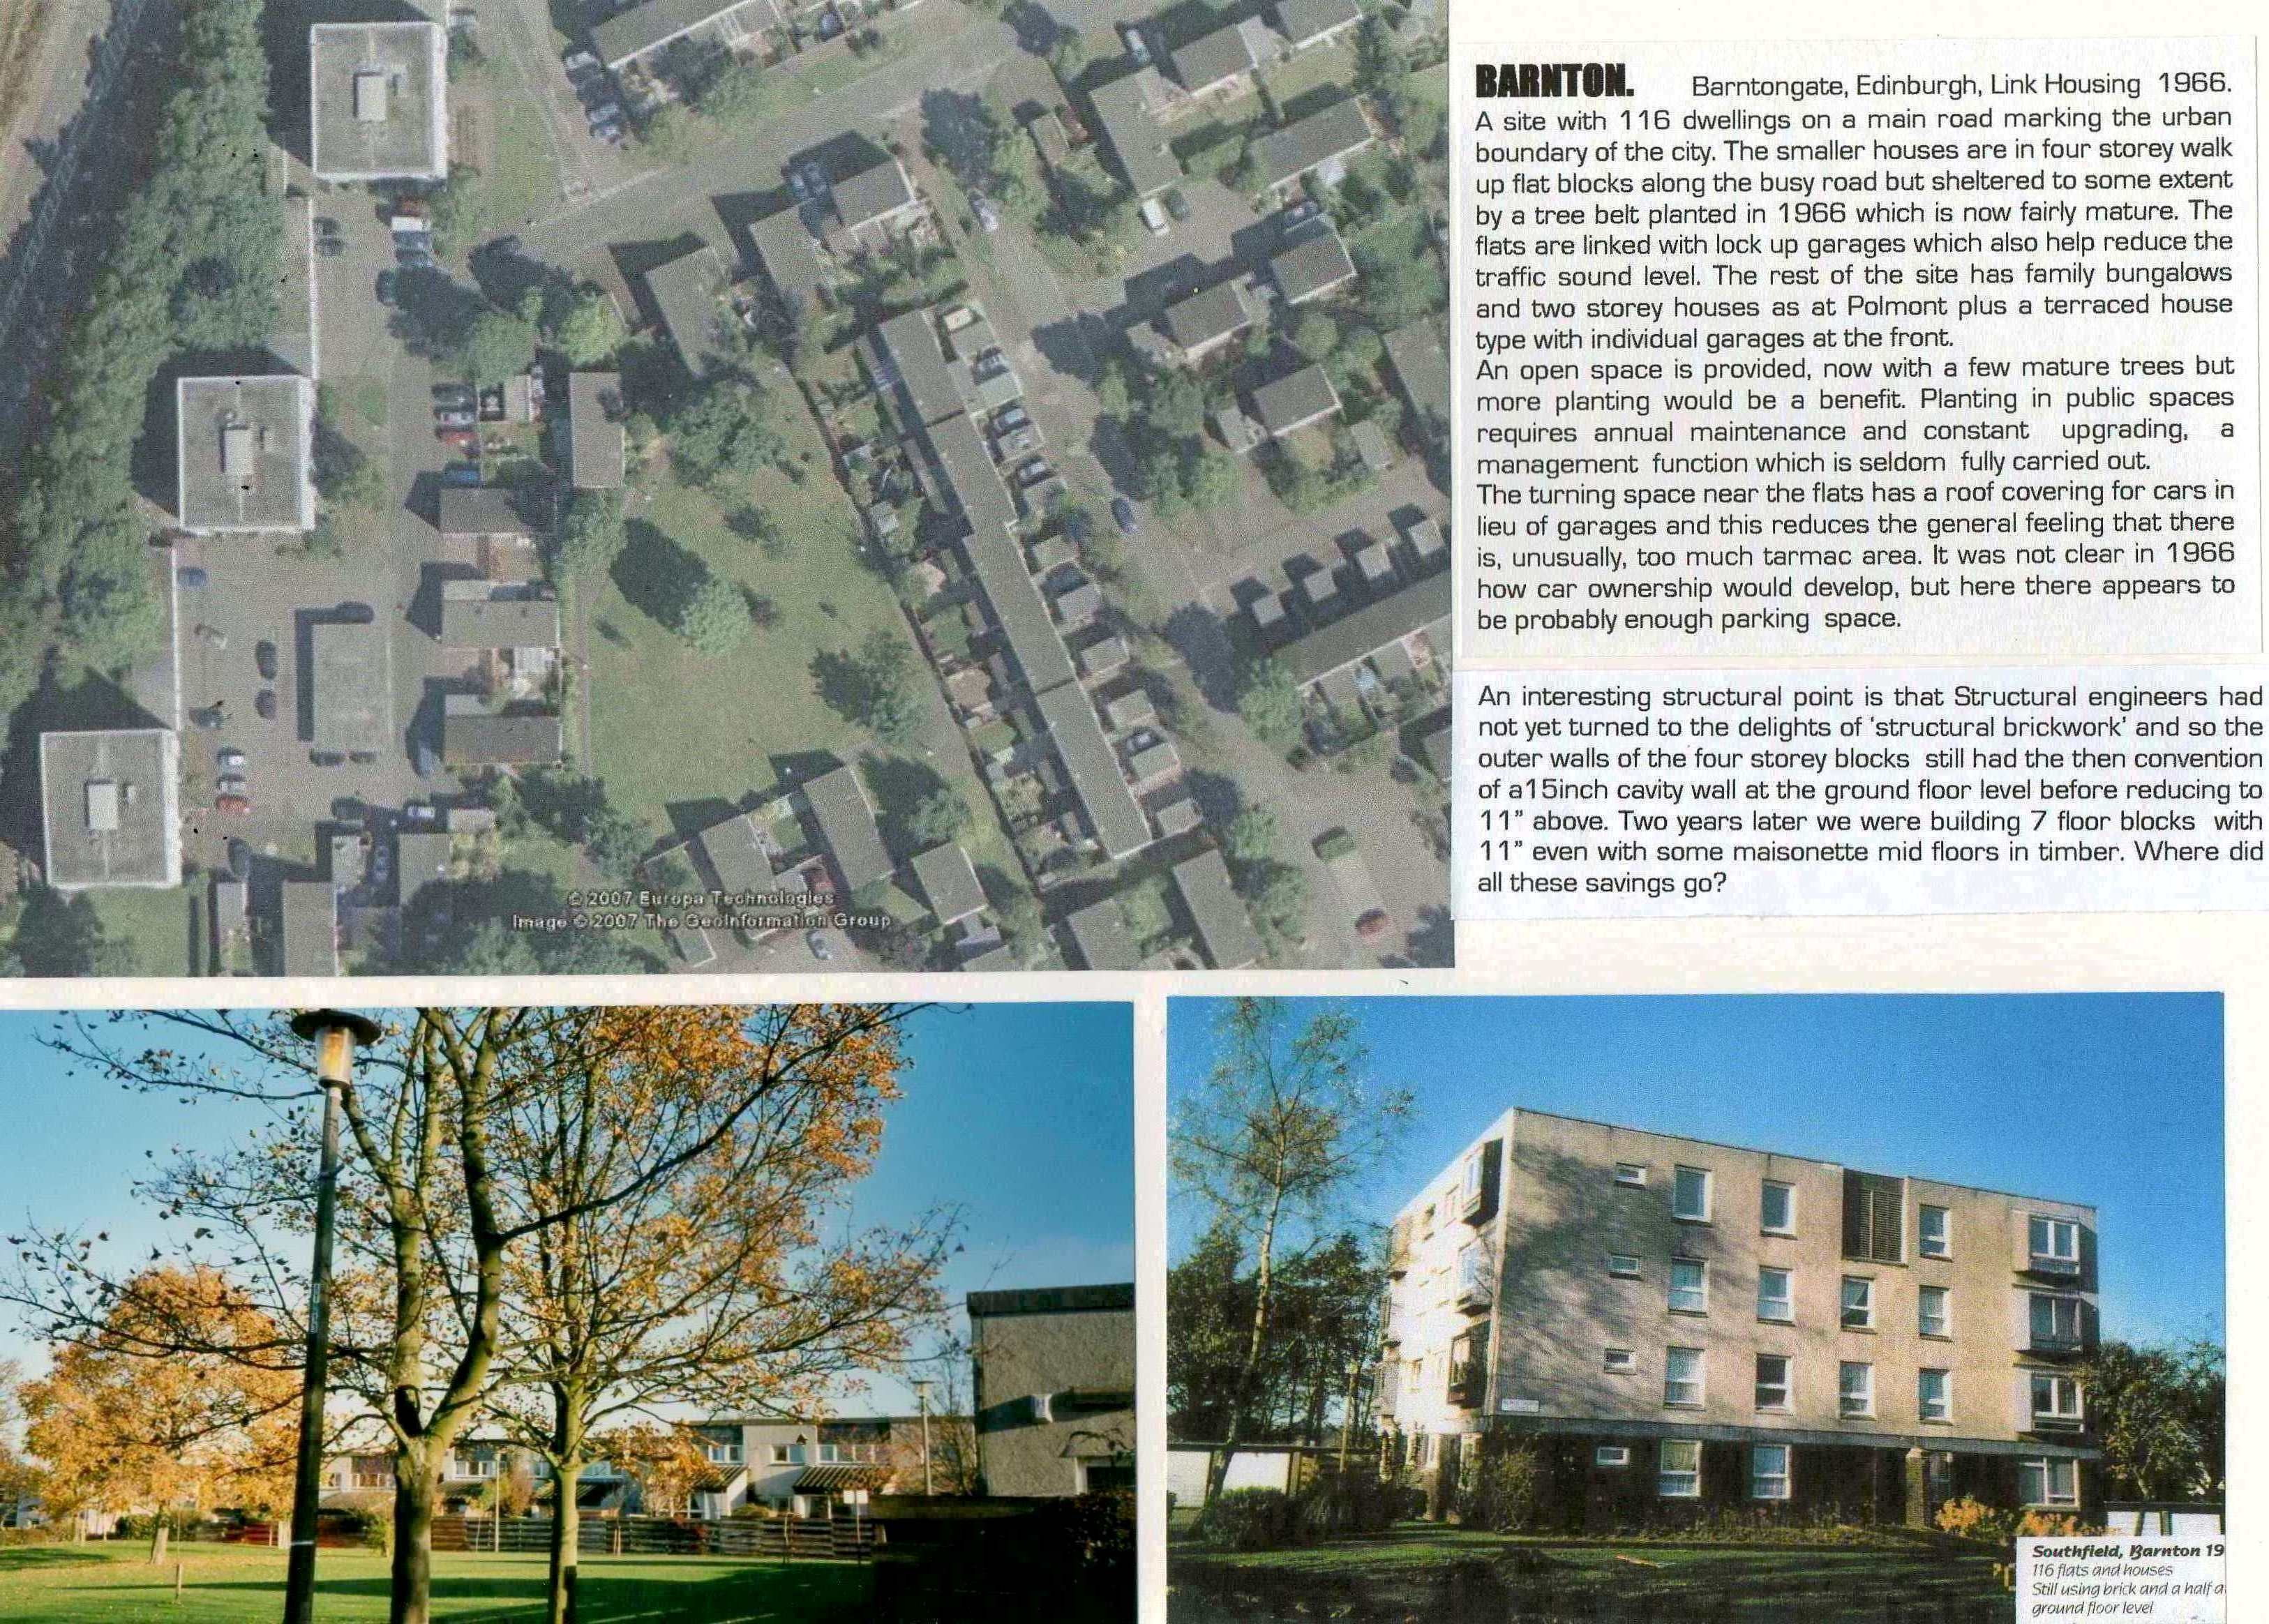 BARNTON. Barntongate, Edinburgh, Link Housing 1966.
A site with 116 dwellings on a main road marking the urban
boundary of the city. The smaller houses are in four storey walk
up flat blocks along the busy road but sheltered to some extent
by a tree belt planted in 1966 which is now fairly mature. The
flats are linked with lock up garages which also help reduce the
traffic sound level. The rest of the site has family bungalows
and two storey houses as at Polmont plus a terraced house
type with individual garages at the front.
An open space is provided, now with a few mature trees but
more planting would be a benefit. Planting in public spaces
requires annual maintenance and constant upgrading, a
management function which is seldom fully carried out.
The turning space near the flats has a roof covering for cars in
lieu of garages and this reduces the general feeling that there
is, unusually, too much tarmac area. It was not clear in 1966
how car ownership would develop, but here there appears to
be probably enough parking space.
An interesting structural point is that Structural engineers had
not yet turned to the delights of 'structural brickwork' and so the
outer walls of the four storey blocks still had the then convention
of a15inch cavity wall at the ground floor level before reducing to
11" above. Two years later we were building 7 floor blocks with
11" even with some maisonette mid floors in timber. Where did
all these savings go?
© 2007 Europa Technologies
Image © 2007 The GeoInformation Group
Southfield, Barnton 19
116 flats and houses
Still using brick and a half a
ground floor level